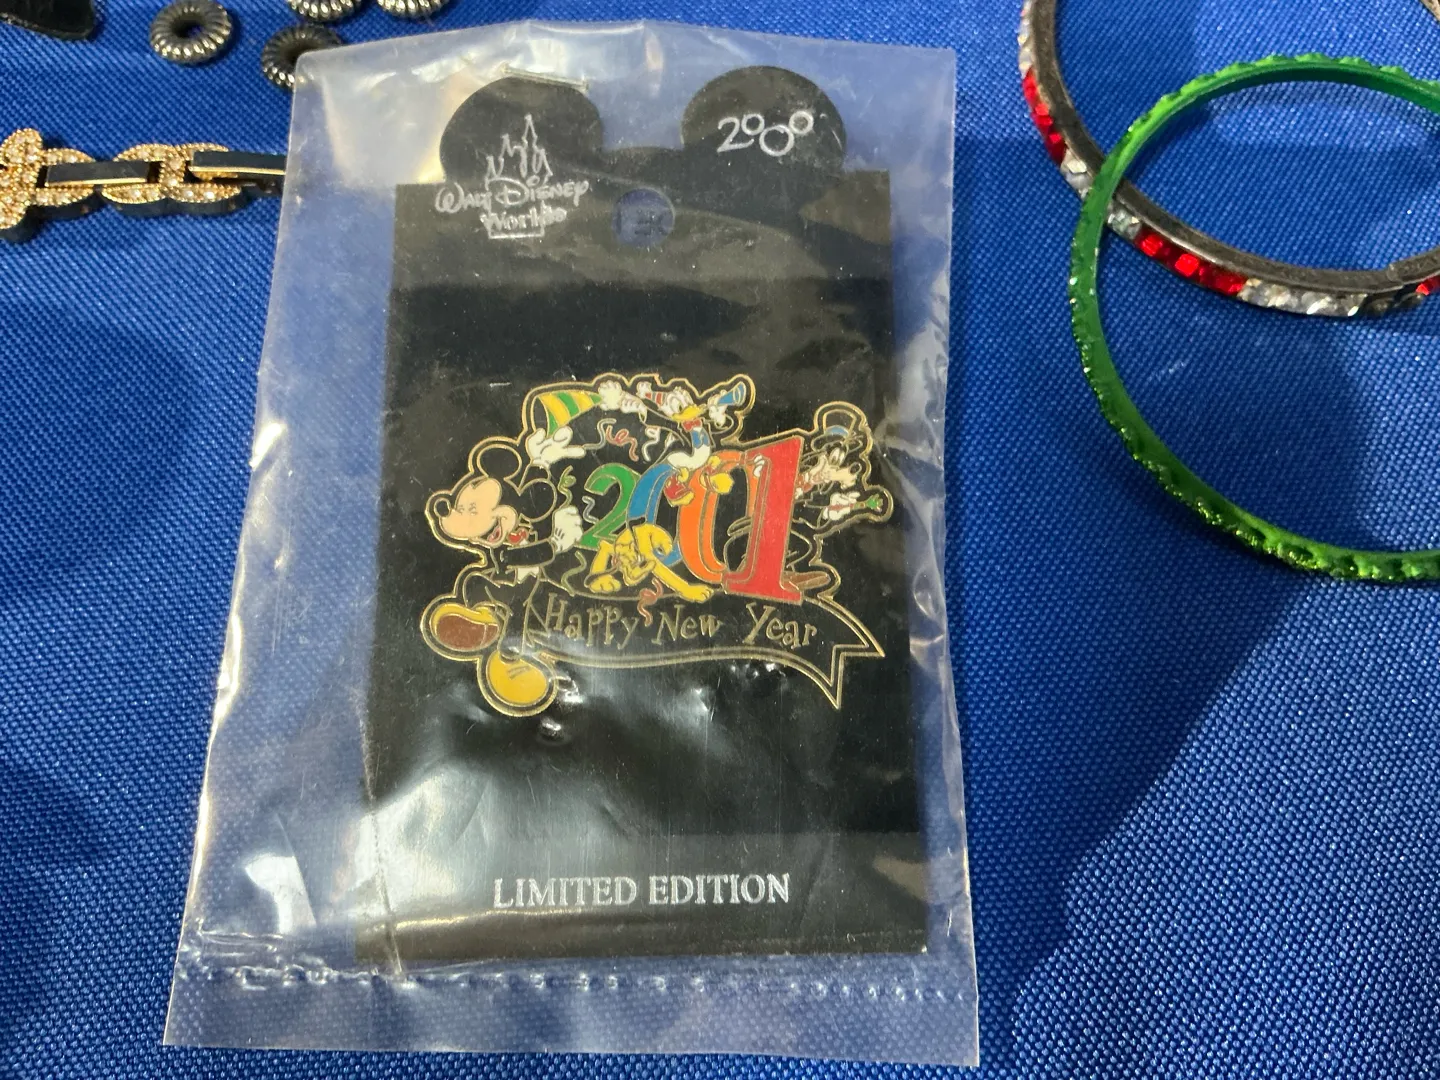 2000
Walt Disney
World
2001
Happy New Year
LIMITED EDITION